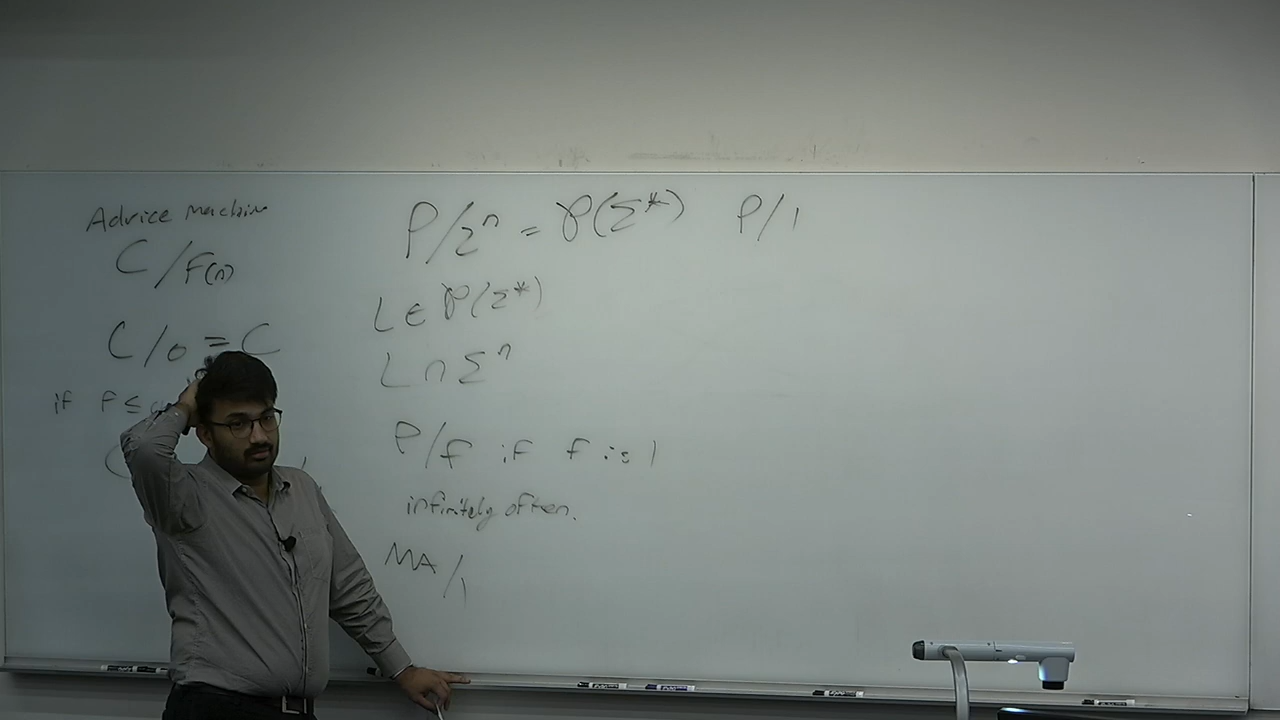 Advice machine
C/f(n)
C/0 = C
if f ≤
P/2ⁿ = 𝒫(Σ*) P/1
L ∈ 𝒫(Σ*)
L ∩ Σⁿ
P/f if f is 1
infinitely often.
MA/1